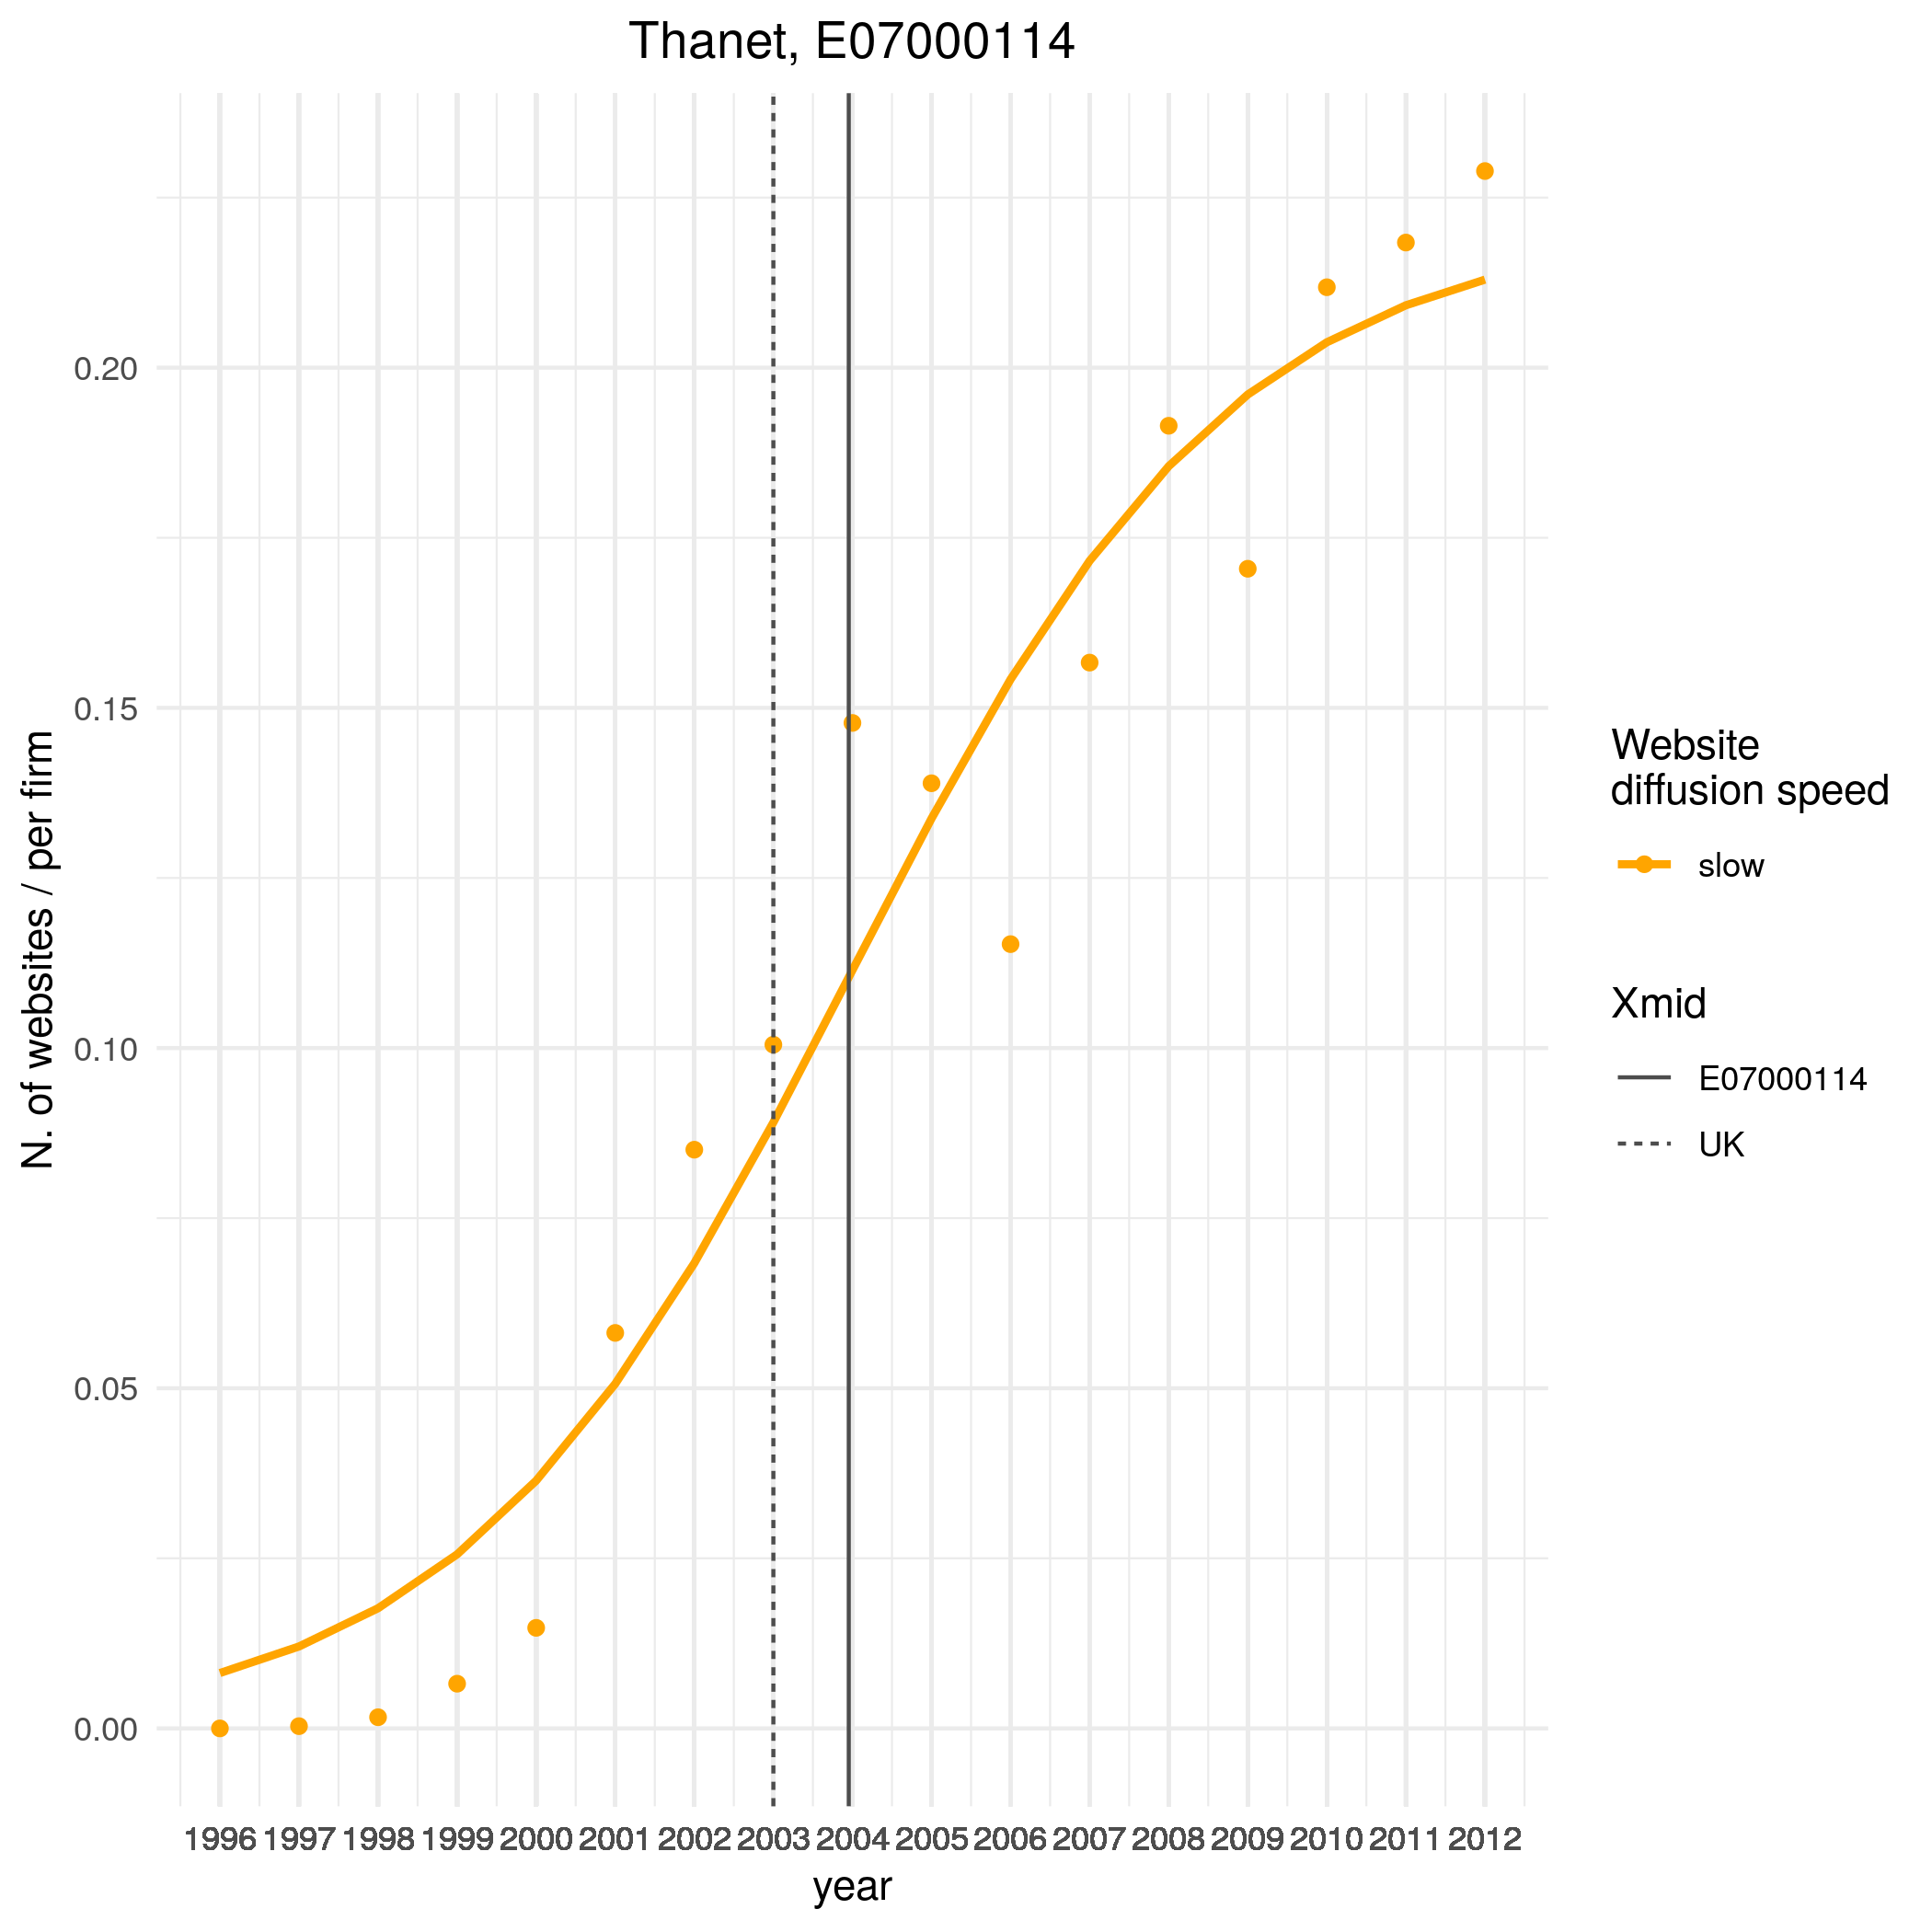 Thanet, E07000114
N. of websites / per firm
0.20
0.15
0.10
0.05
0.00
1996 1997 1998 1999 2000 2001 2002 2003 2004 2005 2006 2007 2008 2009 2010 2011 2012
year
Website
diffusion speed
slow
Xmid
E07000114
UK